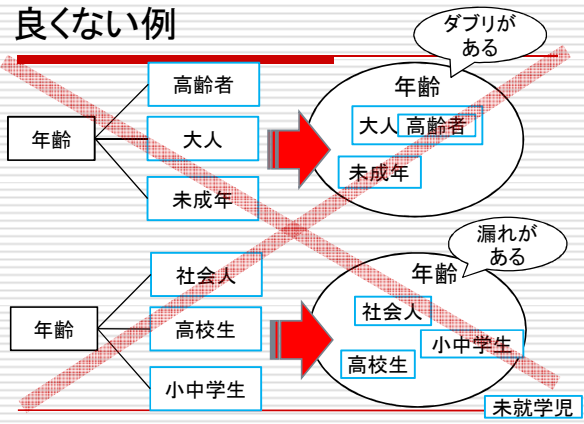 良くない例
ダブリが
ある
高齢者
年齢
大人
未成年
年齢
大人
高齢者
未成年
漏れが
ある
社会人
年齢
高校生
小中学生
年齢
社会人
小中学生
高校生
未就学児